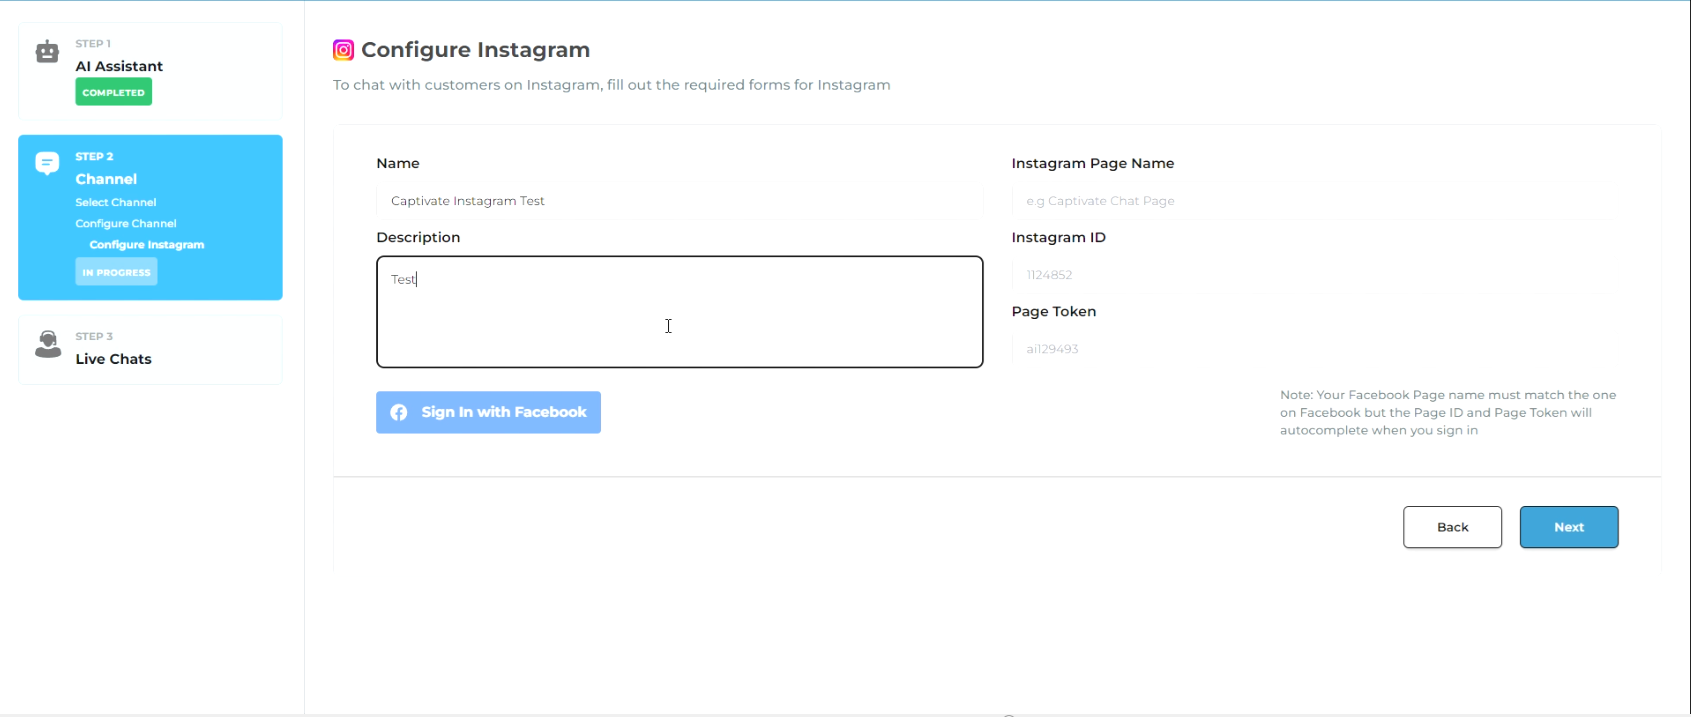 STEP 1
AI Assistant
COMPLETED
STEP 2
Channel
Select Channel
Configure Channel
Configure Instagram
IN PROGRESS
STEP 3
Live Chats
Configure Instagram
To chat with customers on Instagram, fill out the required forms for Instagram
Name
Captivate Instagram Test
Description
Test
Sign In with Facebook
Instagram Page Name
e.g Captivate Chat Page
Instagram ID
1124852
Page Token
ai129493
Note: Your Facebook Page name must match the one
on Facebook but the Page ID and Page Token will
autocomplete when you sign in
Back
Next